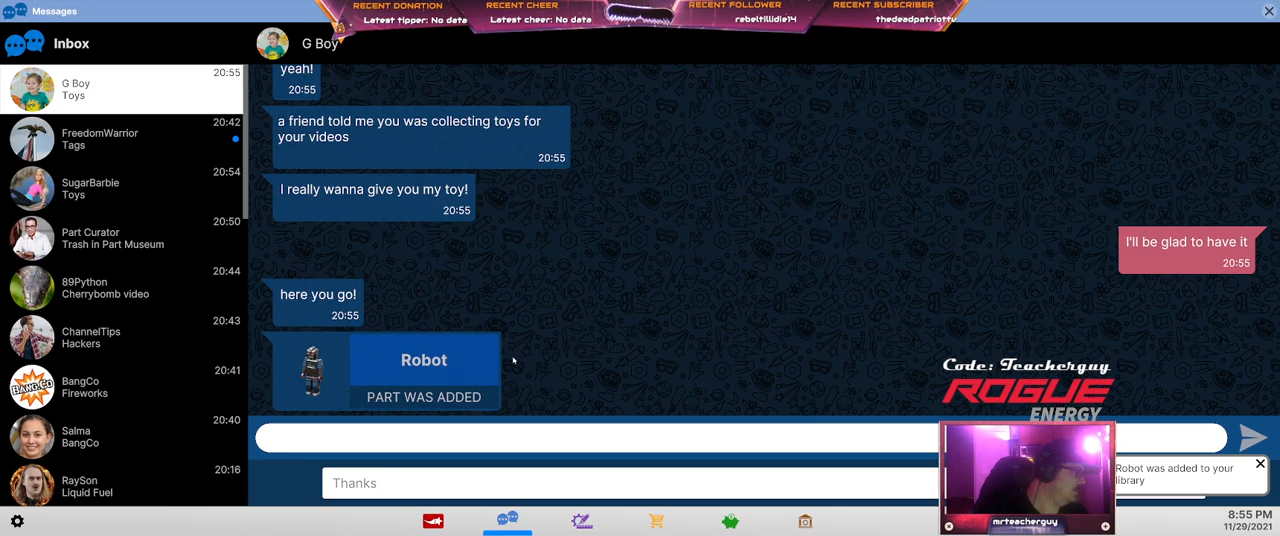 Messages
RECENT DONATION
Latest tipper: No data
RECENT CHEER
Latest cheer: No data
RECENT FOLLOWER
rebeltillidie14
RECENT SUBSCRIBER
thedeadpatriottv
Inbox
G Boy
G Boy
Toys
20:55
FreedomWarrior
Tags
20:42
SugarBarbie
Toys
20:54
Part Curator
Trash in Part Museum
20:50
89Python
Cherrybomb video
20:44
ChannelTips
Hackers
20:43
BANG.CO
BangCo
Fireworks
20:41
Salma
BangCo
20:40
RaySon
Liquid Fuel
20:16
yeah!
20:55
a friend told me you was collecting toys for
your videos
20:55
I really wanna give you my toy!
20:55
I'll be glad to have it
20:55
here you go!
20:55
Robot
PART WAS ADDED
Code: Teacherguy
ROGUE
ENERGY
Thanks
mrteacherguy
Robot was added to your
library
8:55 PM
11/29/2021